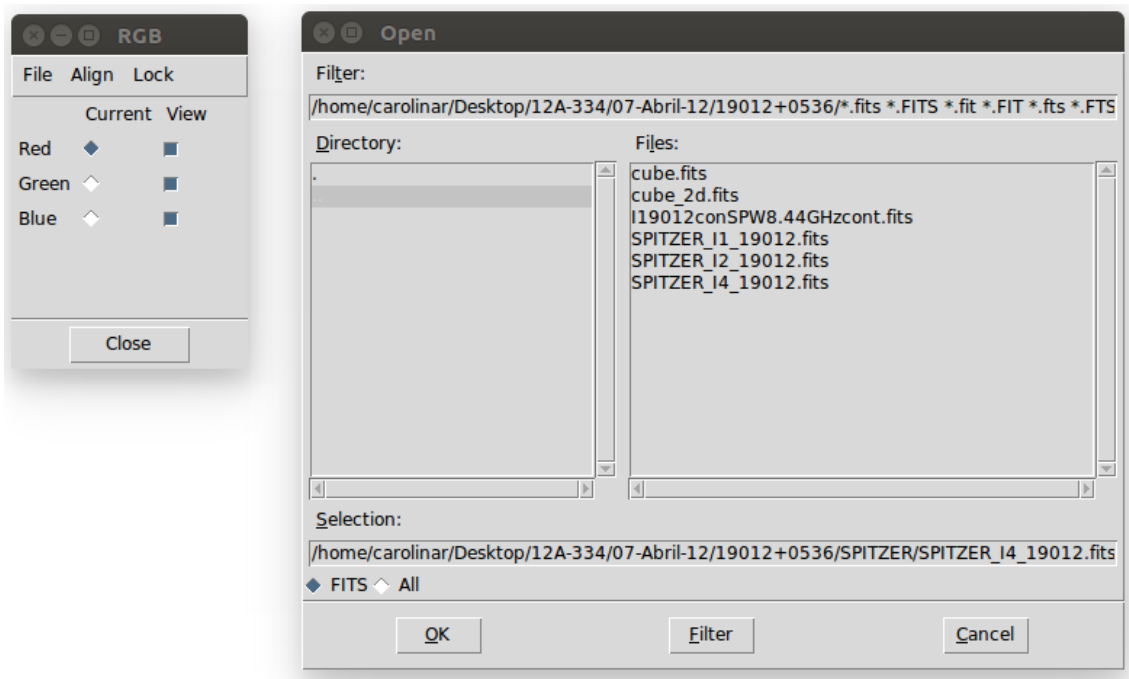 RGB
File Align Lock
Current View
Red
Green
Blue
Close
Open
Filter:
/home/carolinar/Desktop/12A-334/07-Abril-12/19012+0536/*.fits *.FITS *.fit *.FIT *.fts *.FTS
Directory:
.
..
Files:
cube.fits
cube_2d.fits
I19012conSPW8.44GHzcont.fits
SPITZER_I1_19012.fits
SPITZER_I2_19012.fits
SPITZER_I4_19012.fits
Selection:
/home/carolinar/Desktop/12A-334/07-Abril-12/19012+0536/SPITZER/SPITZER_I4_19012.fits
FITS All
OK Filter Cancel